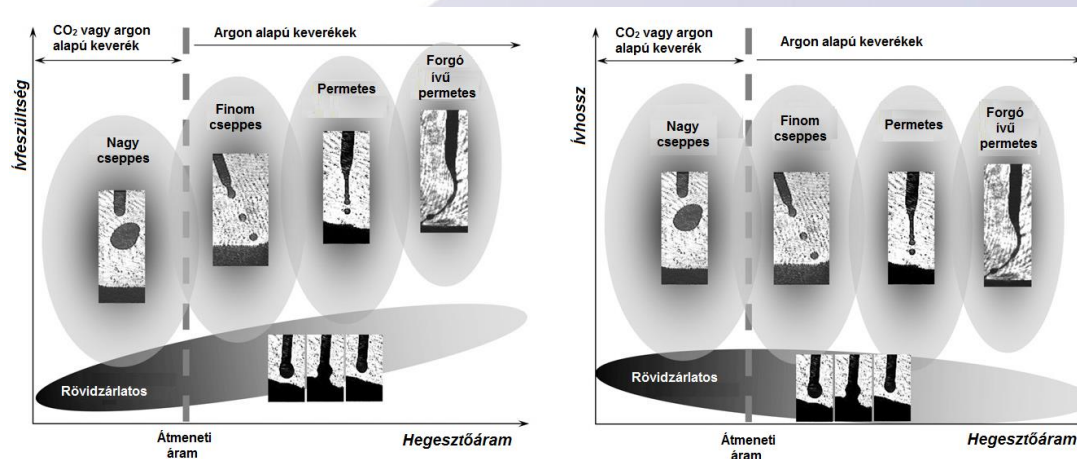 CO₂ vagy argon
alapú keverék
Argon alapú keverékek
Ívfeszültség
Nagy
cseppes
Finom
cseppes
Permetes
Forgó
ívű
permetes
Rövidzárlatos
Átmeneti
áram
Hegesztőáram
CO₂ vagy argon
alapú keverék
Argon alapú keverékek
Ívhossz
Nagy
cseppes
Finom
cseppes
Permetes
Forgó
ívű
permetes
Rövidzárlatos
Átmeneti
áram
Hegesztőáram